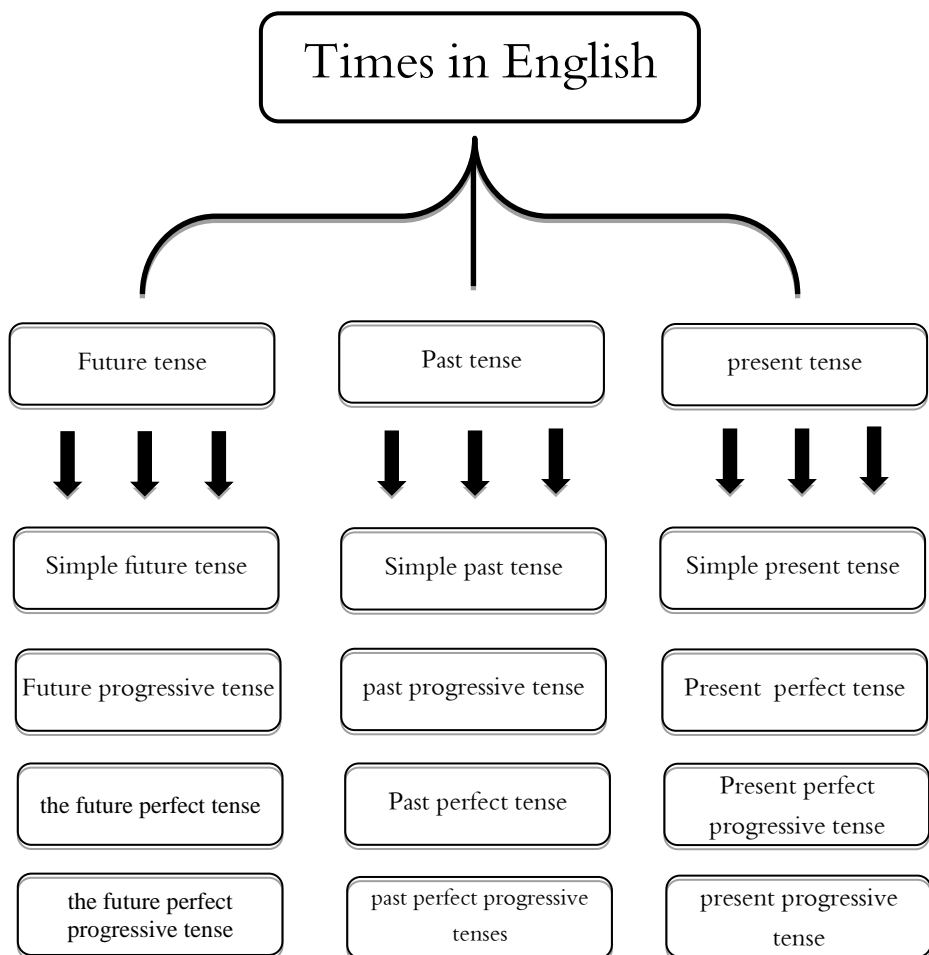 Times in English
Future tense
Past tense
present tense
Simple future tense
Simple past tense
Simple present tense
Future progressive tense
past progressive tense
Present perfect tense
the future perfect tense
Past perfect tense
Present perfect
progressive tense
the future perfect
progressive tense
past perfect progressive
tenses
present progressive
tense